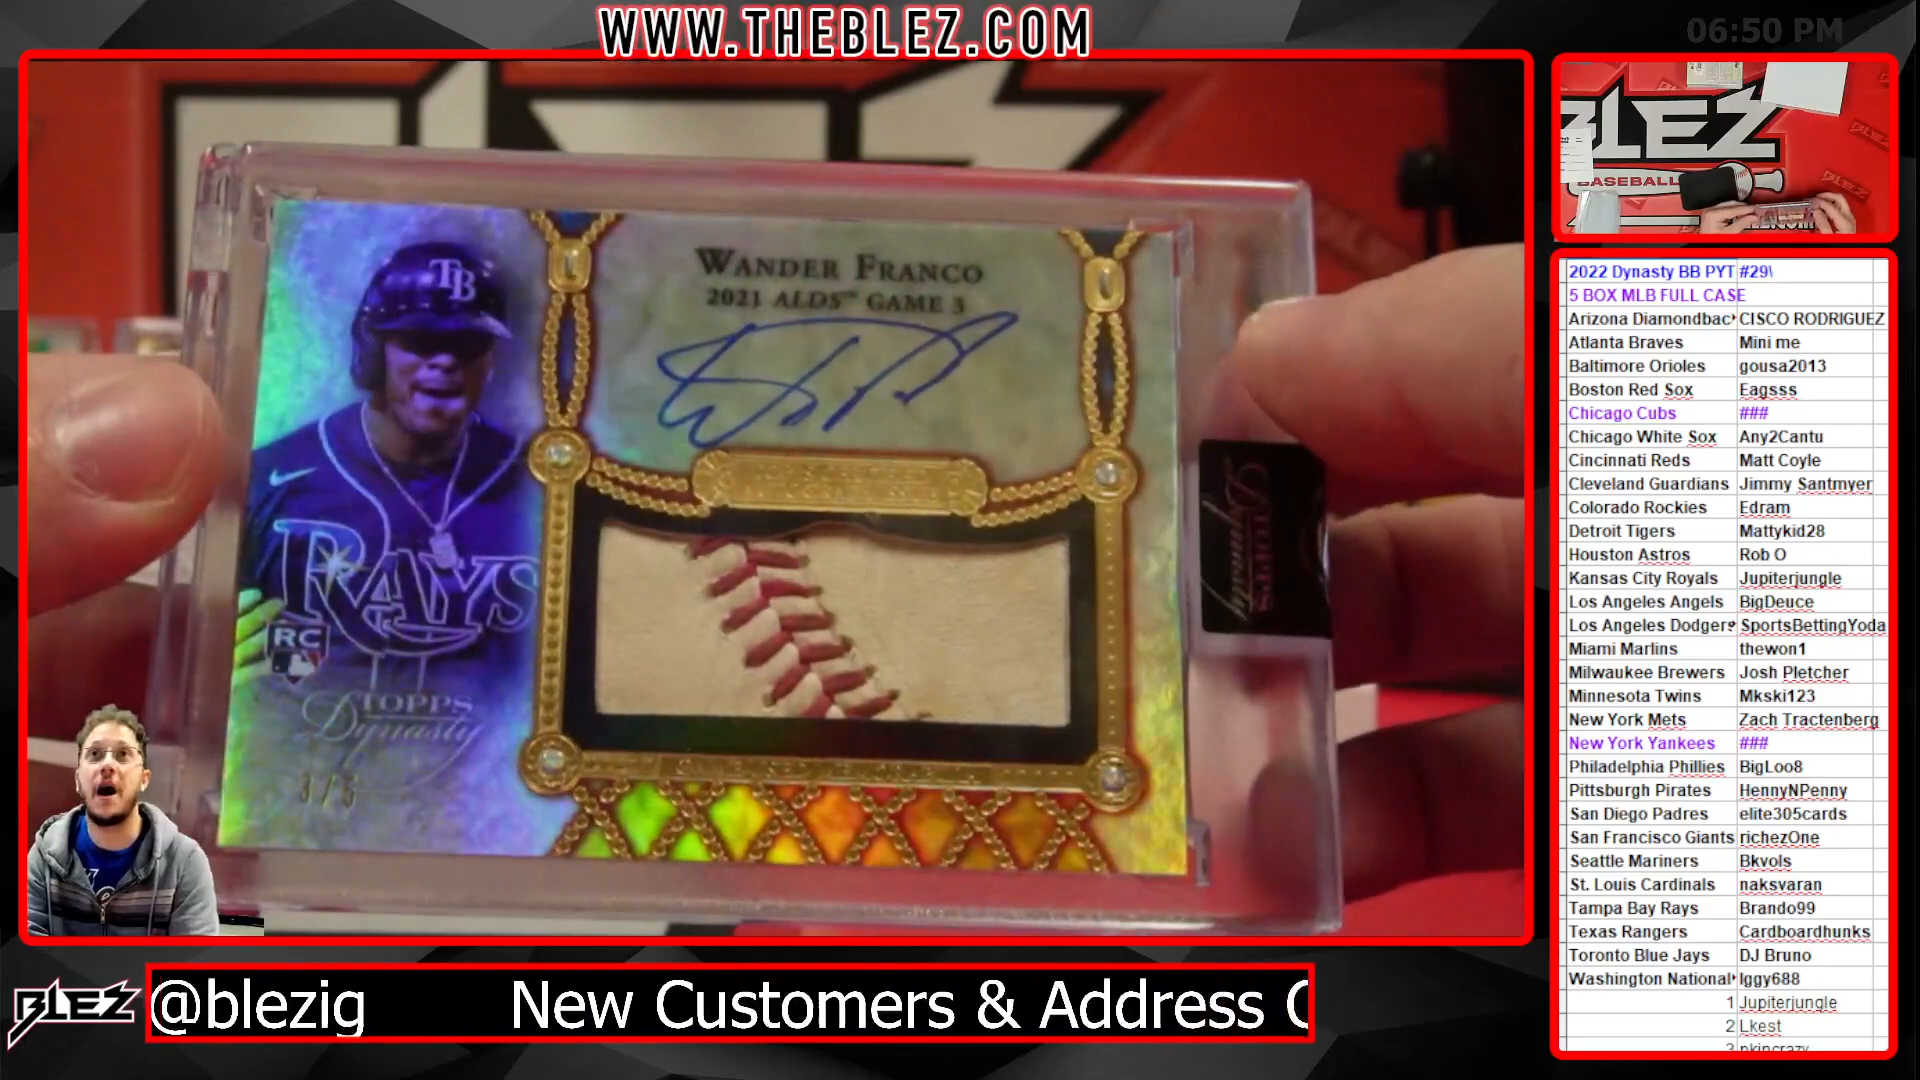 WWW.THEBLEZ.COM
06:50 PM
WANDER FRANCO
2021 ALDS™ GAME 3
TB
RAYS
RC
TOPPS
Dynasty
3/5
TOPPS
Dynasty
BLEZ
BASEBALL
2022 Dynasty BB PYT #29\
5 BOX MLB FULL CASE
Arizona Diamondbac CISCO RODRIGUEZ
Atlanta Braves Mini me
Baltimore Orioles gousa2013
Boston Red Sox Eagsss
Chicago Cubs ###
Chicago White Sox Any2Cantu
Cincinnati Reds Matt Coyle
Cleveland Guardians Jimmy Santmyer
Colorado Rockies Edram
Detroit Tigers Mattykid28
Houston Astros Rob O
Kansas City Royals Jupiterjungle
Los Angeles Angels BigDeuce
Los Angeles Dodgers SportsBettingYoda
Miami Marlins thewon1
Milwaukee Brewers Josh Pletcher
Minnesota Twins Mkski123
New York Mets Zach Tractenberg
New York Yankees ###
Philadelphia Phillies BigLoo8
Pittsburgh Pirates HennyNPenny
San Diego Padres elite305cards
San Francisco Giants richezOne
Seattle Mariners Bkvols
St. Louis Cardinals naksvaran
Tampa Bay Rays Brando99
Texas Rangers Cardboardhunks
Toronto Blue Jays DJ Bruno
Washington National Iggy688
1 Jupiterjungle
2 Lkest
BLEZ
@blezig New Customers & Address